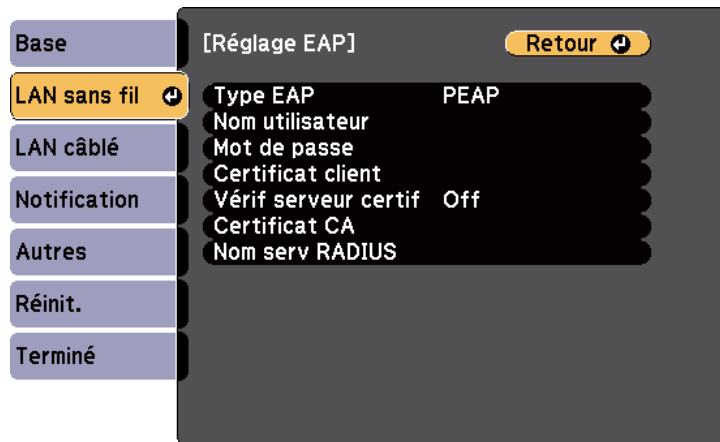 Base
LAN sans fil
LAN câblé
Notification
Autres
Réinit.
Terminé
[Réglage EAP]
Retour
Type EAP PEAP
Nom utilisateur
Mot de passe
Certificat client
Vérif serveur certif Off
Certificat CA
Nom serv RADIUS